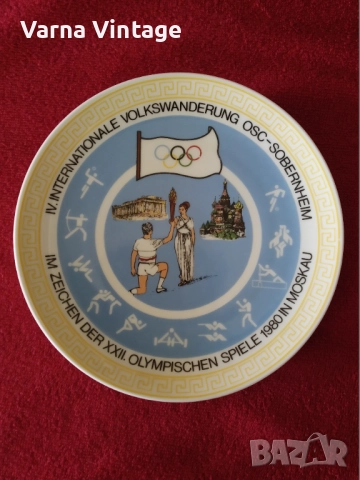 Varna Vintage
IV. INTERNATIONALE VOLKSWANDERUNG OSC-SOBERNHEIM
IM ZEICHEN DER XXII. OLYMPISCHEN SPIELE 1980 IN MOSKAU
BAZAR